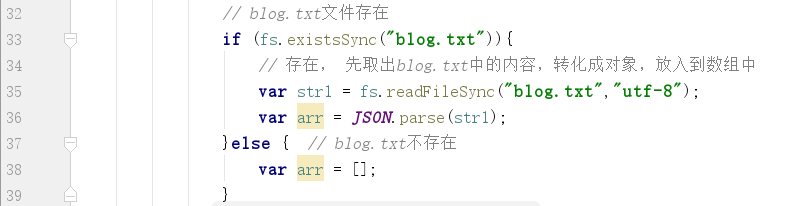 32 // blog.txt文件存在
33 if (fs.existsSync("blog.txt")){
34 // 存在， 先取出blog.txt中的内容，转化成对象，放入到数组中
35 var str1 = fs.readFileSync("blog.txt","utf-8");
36 var arr = JSON.parse(str1);
37 }else { // blog.txt不存在
38 var arr = [];
39 }